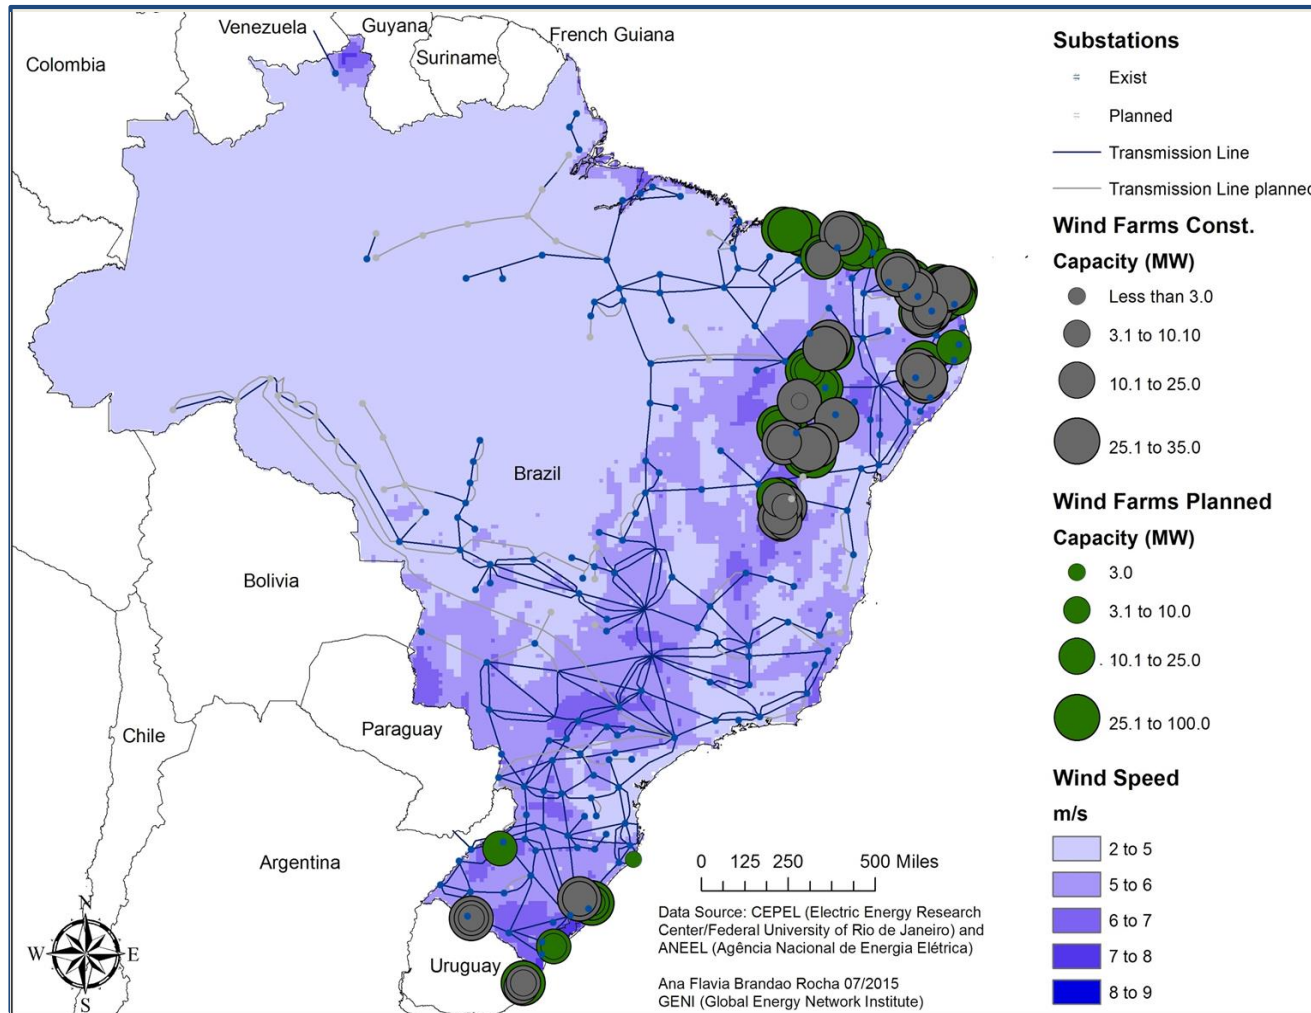 Venezuela
Guyana
French Guiana
Colombia
Suriname
Brazil
Bolivia
Paraguay
Chile
Argentina
Uruguay
N
W
E
S
0 125 250 500 Miles
Data Source: CEPEL (Electric Energy Research
Center/Federal University of Rio de Janeiro) and
ANEEL (Agência Nacional de Energia Elétrica)
Ana Flavia Brandao Rocha 07/2015
GENI (Global Energy Network Institute)
Substations
Exist
Planned
Transmission Line
Transmission Line planned
Wind Farms Const.
Capacity (MW)
Less than 3.0
3.1 to 10.10
10.1 to 25.0
25.1 to 35.0
Wind Farms Planned
Capacity (MW)
3.0
3.1 to 10.0
10.1 to 25.0
25.1 to 100.0
Wind Speed
m/s
2 to 5
5 to 6
6 to 7
7 to 8
8 to 9